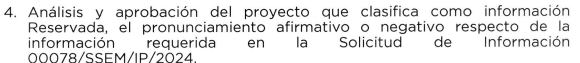 4. Análisis y aprobación del proyecto que clasifica como información
Reservada, el pronunciamiento afirmativo o negativo respecto de la
información requerida en la Solicitud de Información
00078/SSEM/IP/2024.